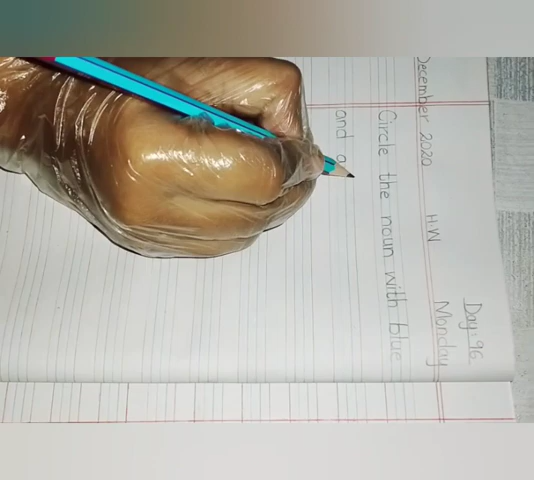 Day: 96
December 2020 H.W Monday
Circle the noun with blue
and a